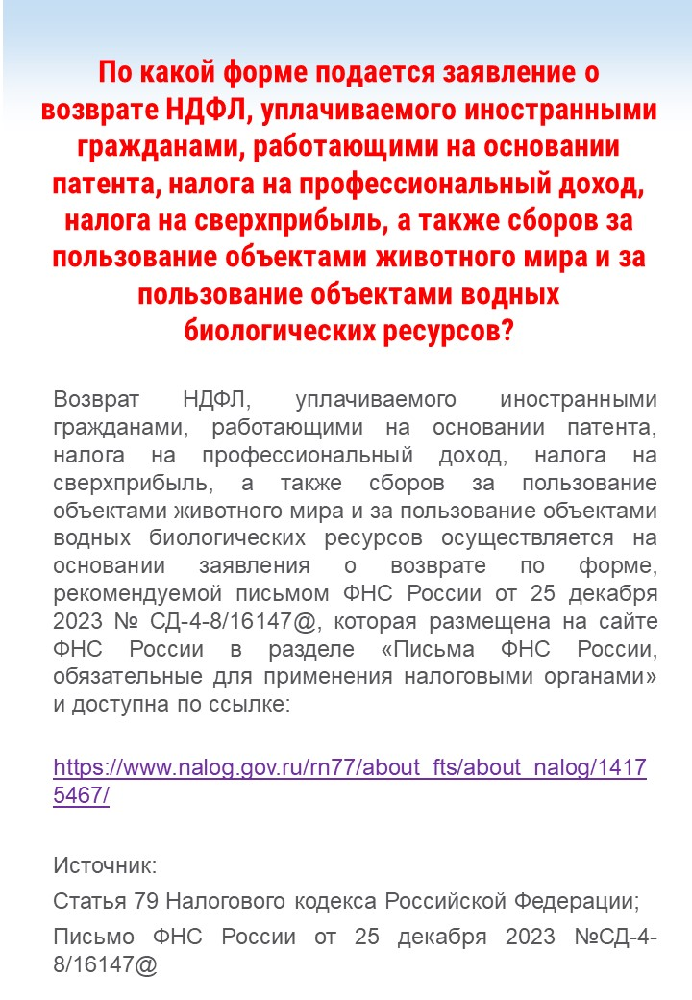 По какой форме подается заявление о
возврате НДФЛ, уплачиваемого иностранными
гражданами, работающими на основании
патента, налога на профессиональный доход,
налога на сверхприбыль, а также сборов за
пользование объектами животного мира и за
пользование объектами водных
биологических ресурсов?
Возврат НДФЛ, уплачиваемого иностранными
гражданами, работающими на основании патента,
налога на профессиональный доход, налога на
сверхприбыль, а также сборов за пользование
объектами животного мира и за пользование объектами
водных биологических ресурсов осуществляется на
основании заявления о возврате по форме,
рекомендуемой письмом ФНС России от 25 декабря
2023 № СД-4-8/16147@, которая размещена на сайте
ФНС России в разделе «Письма ФНС России,
обязательные для применения налоговыми органами»
и доступна по ссылке:
https://www.nalog.gov.ru/rn77/about_fts/about_nalog/1417
5467/
Источник:
Статья 79 Налогового кодекса Российской Федерации;
Письмо ФНС России от 25 декабря 2023 №СД-4-
8/16147@